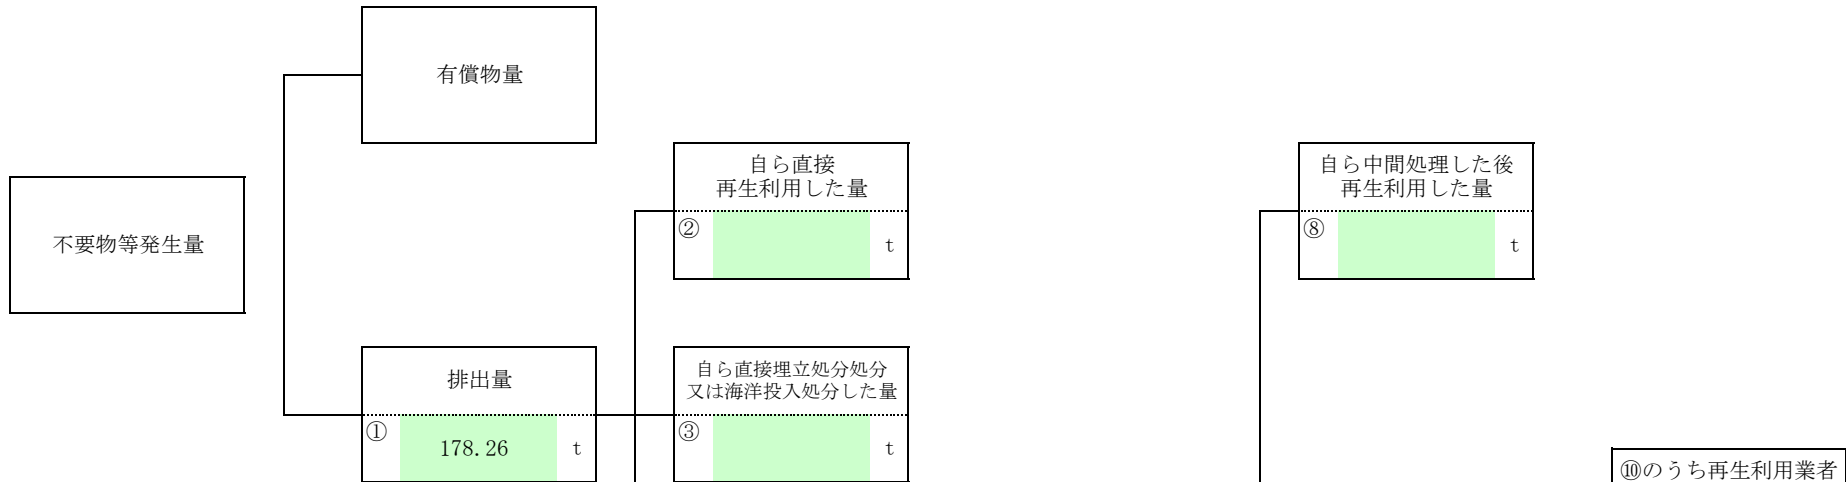 有償物量
自ら直接
再生利用した量
② t
自ら中間処理した後
再生利用した量
⑧ t
不要物等発生量
排出量
① 178.26 t
自ら直接埋立処分処分
又は海洋投入処分した量
③ t
⑩のうち再生利用業者